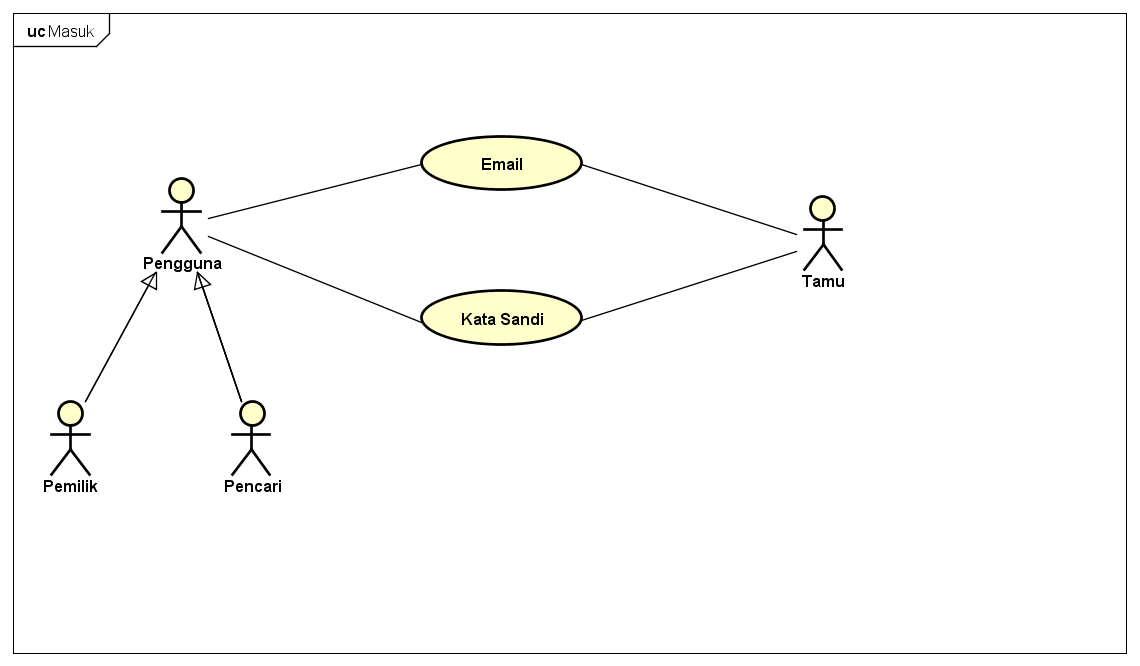 uc Masuk
Email
Pengguna
Tamu
Kata Sandi
Pemilik
Pencari